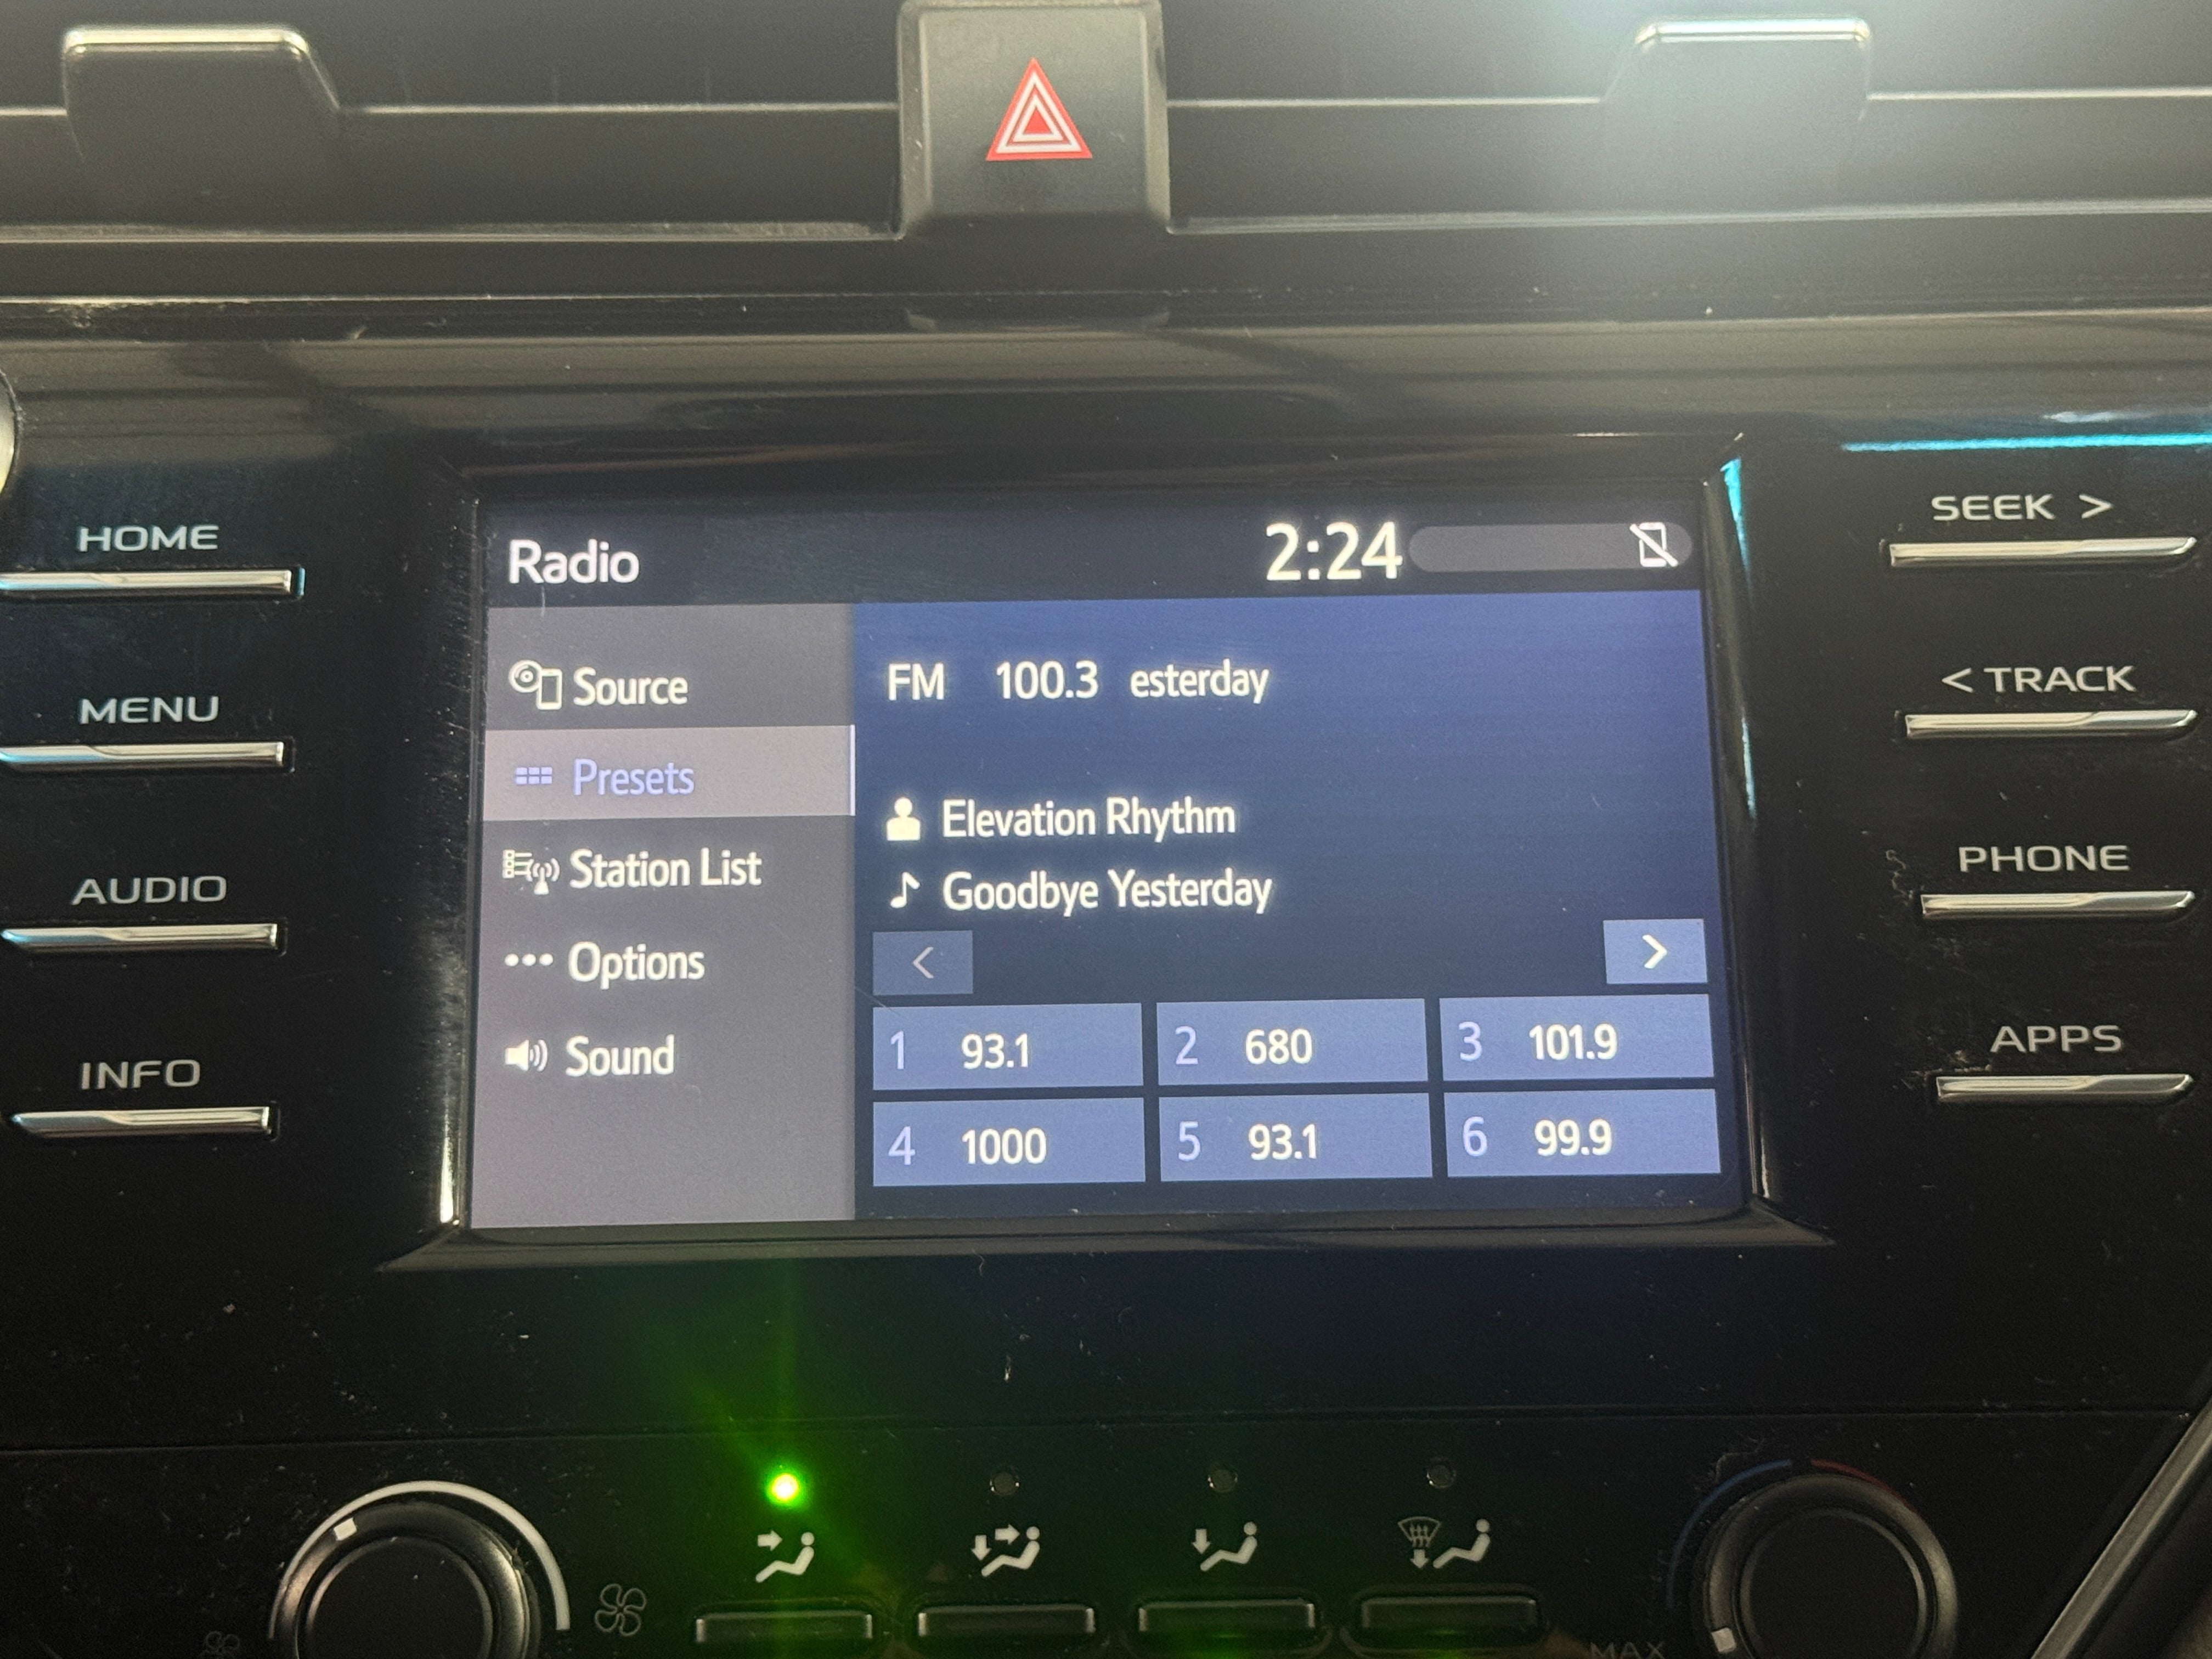 Radio 2:24
HOME
MENU
AUDIO
INFO
Source
Presets
Station List
Options
Sound
FM 100.3 esterday
Elevation Rhythm
Goodbye Yesterday
< >
1 93.1 2 680 3 101.9
4 1000 5 93.1 6 99.9
SEEK >
< TRACK
PHONE
APPS
MAX